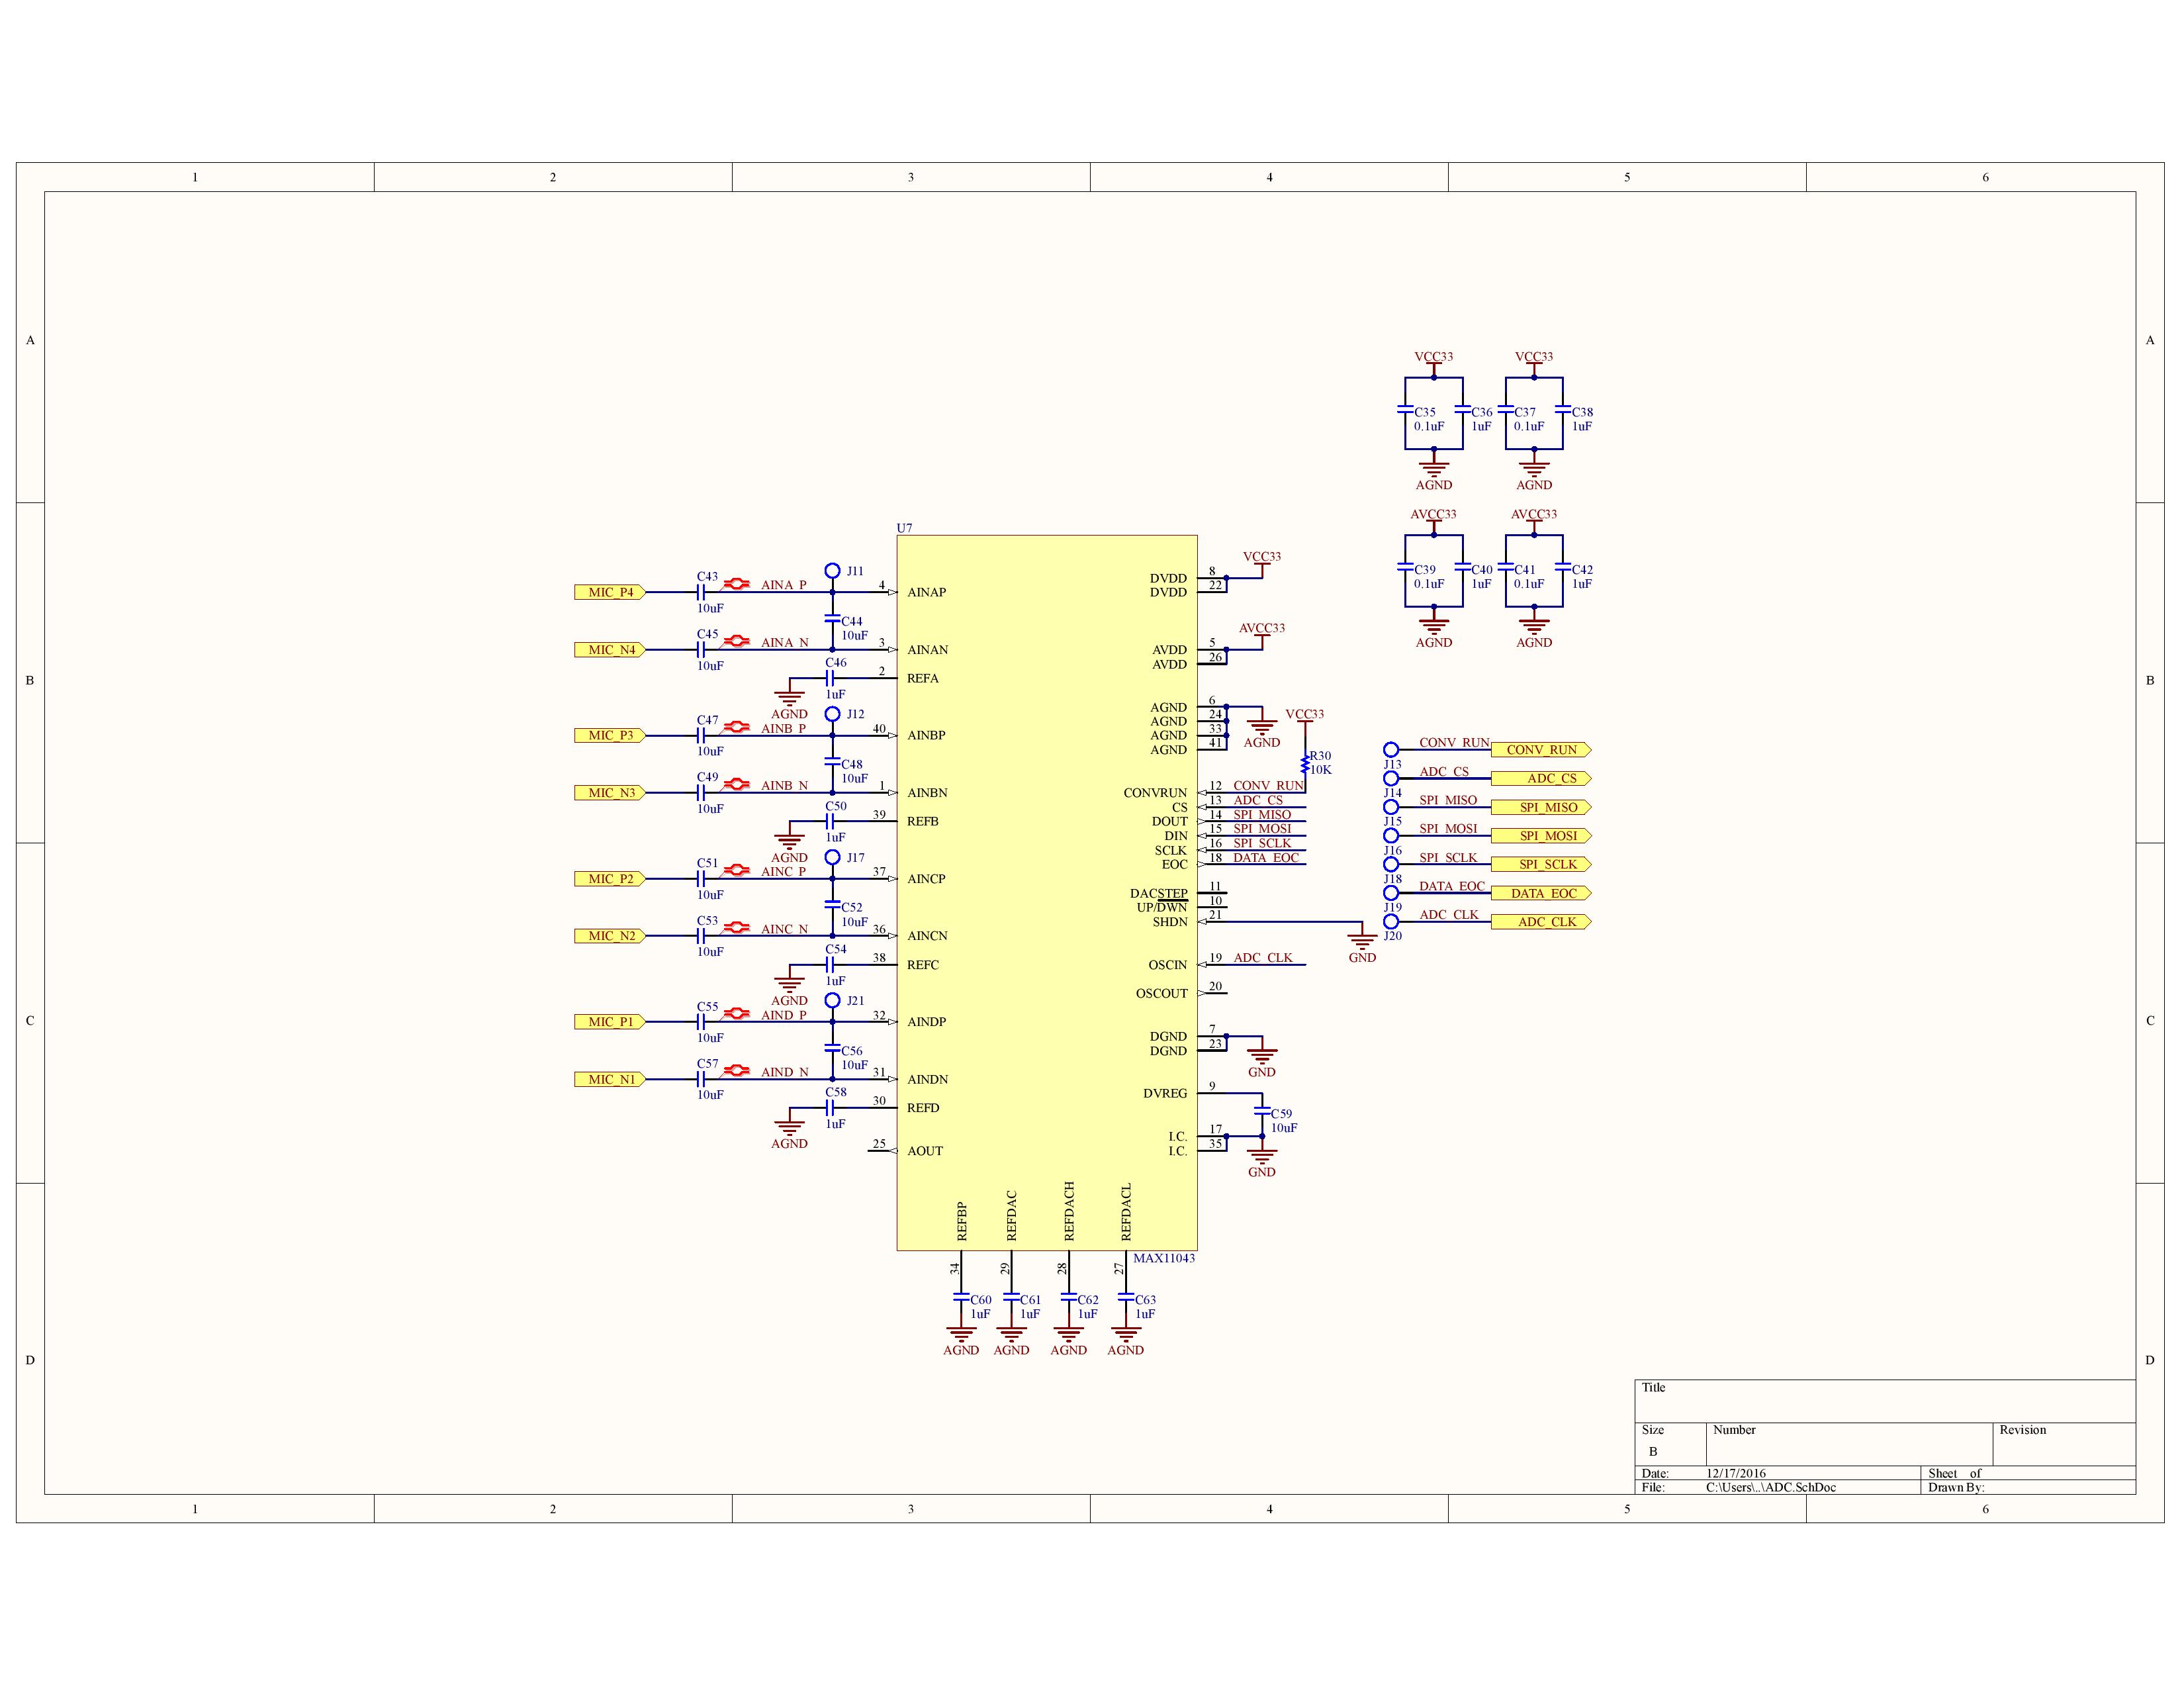 1 2 3 4 5 6
A A
B B
C C
D D
VCC33 VCC33
C35 C36 C37 C38
0.1uF 1uF 0.1uF 1uF
AGND AGND
AVCC33 AVCC33
C39 C40 C41 C42
0.1uF 1uF 0.1uF 1uF
AGND AGND
U7
MIC_P4
C43
10uF
AINA_P
J11
4 AINAP
C44
10uF
MIC_N4
C45
10uF
AINA_N
3 AINAN
C46
1uF
AGND
2 REFA
MIC_P3
C47
10uF
AINB_P
J12
40 AINBP
C48
10uF
MIC_N3
C49
10uF
AINB_N
1 AINBN
C50
1uF
AGND
39 REFB
MIC_P2
C51
10uF
AINC_P
J17
37 AINCP
C52
10uF
MIC_N2
C53
10uF
AINC_N
36 AINCN
C54
1uF
AGND
38 REFC
MIC_P1
C55
10uF
AIND_P
J21
32 AINDP
C56
10uF
MIC_N1
C57
10uF
AIND_N
31 AINDN
C58
1uF
AGND
30 REFD
25 AOUT
VCC33
DVDD 8
DVDD 22
AVCC33
AVDD 5
AVDD 26
AGND 6
AGND 24
AGND 33
AGND 41
AGND
VCC33
R30
10K
CONVRUN 12 CONV_RUN
CS 13 ADC_CS
DOUT 14 SPI_MISO
DIN 15 SPI_MOSI
SCLK 16 SPI_SCLK
EOC 18 DATA_EOC
DACSTEP 11
UP/DWN 10
SHDN 21
GND
OSCIN 19 ADC_CLK
OSCOUT 20
DGND 7
DGND 23
GND
DVREG 9
C59
10uF
I.C. 17
I.C. 35
GND
REFBP REFDAC REFDACH REFDACL
MAX11043
34 29 28 27
C60 C61 C62 C63
1uF 1uF 1uF 1uF
AGND AGND AGND AGND
CONV_RUN CONV_RUN
J13
ADC_CS ADC_CS
J14
SPI_MISO SPI_MISO
J15
SPI_MOSI SPI_MOSI
J16
SPI_SCLK SPI_SCLK
J18
DATA_EOC DATA_EOC
J19
ADC_CLK ADC_CLK
J20
Title
Size Number Revision
B
Date: 12/17/2016 Sheet of
File: C:\Users\..\ADC.SchDoc Drawn By:
1 2 3 4 5 6